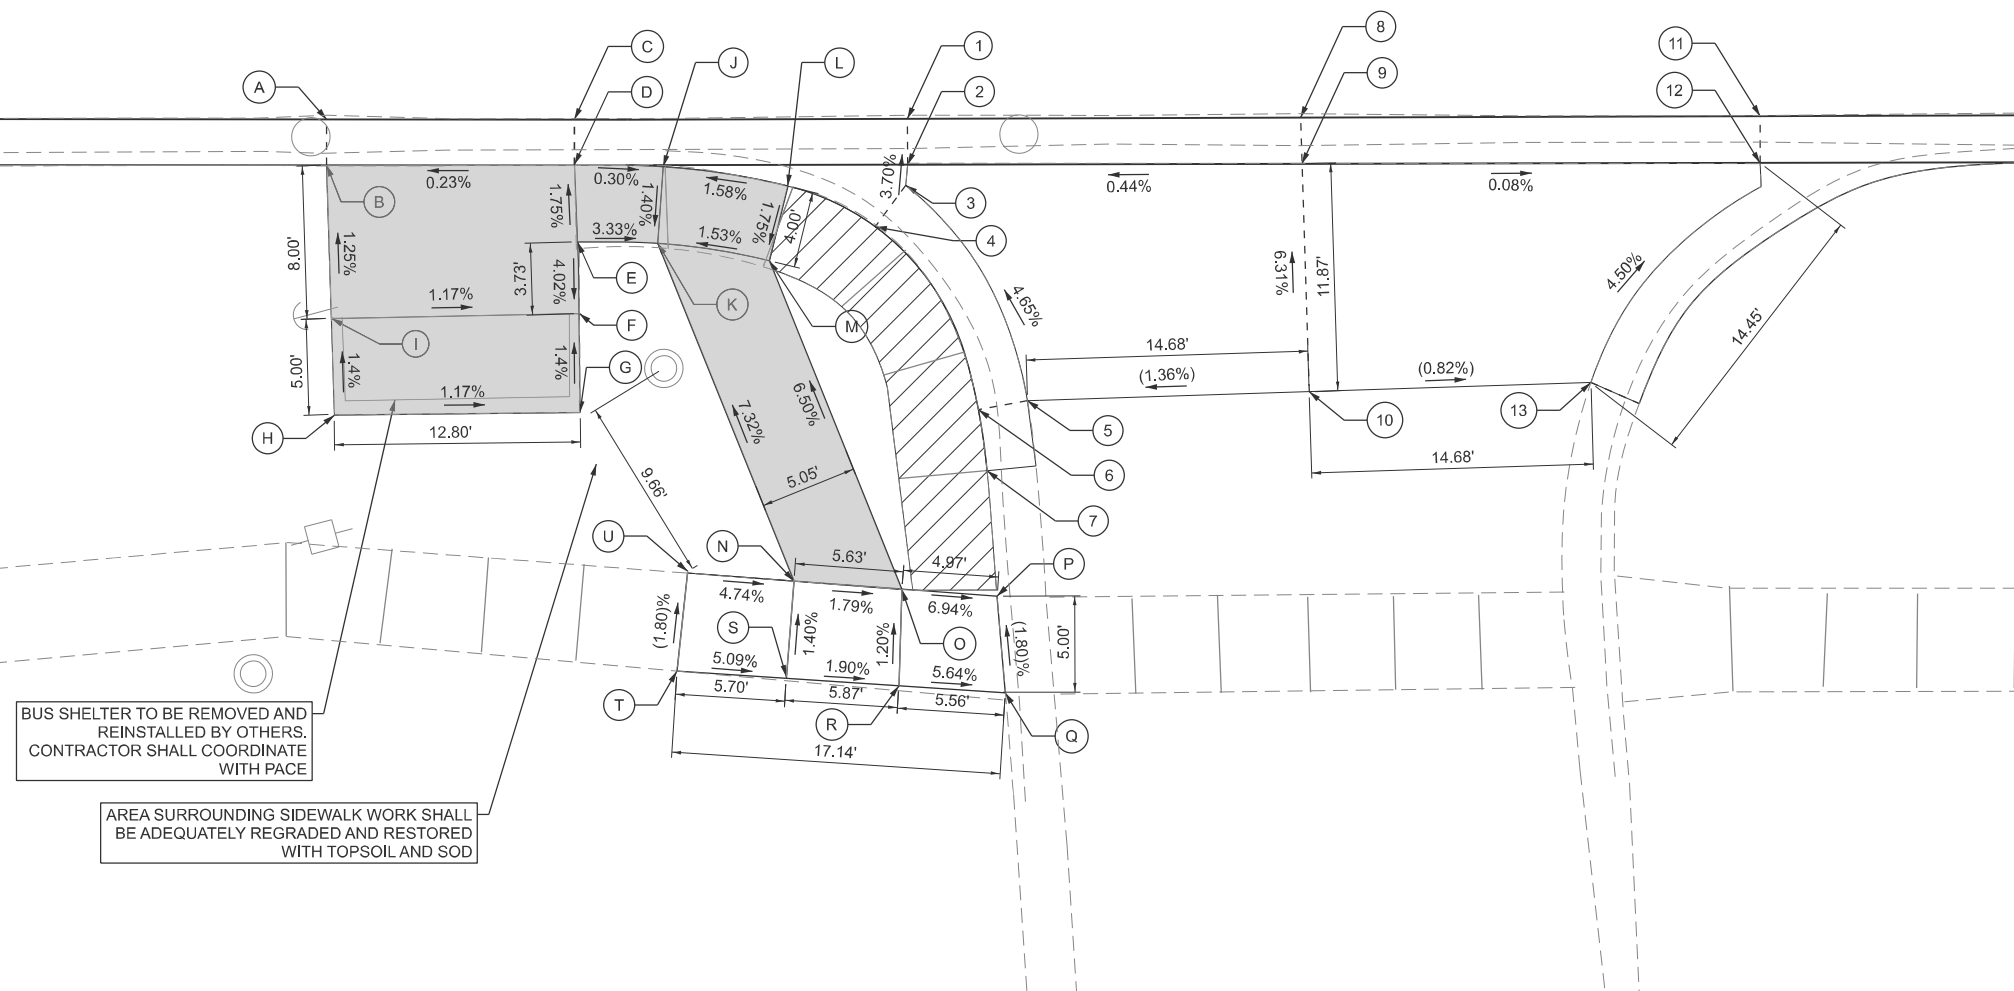 C
1
8
11
A
J
L
D
2
9
12
3.70%
0.23%
0.30%
1.58%
0.44%
0.08%
B
1.75%
1.40%
1.75%
4.00'
3
4
8.00'
1.25%
3.33%
1.53%
3.73'
4.02%
E
6.31%
11.87'
4.50%
1.17%
K
4.65%
F
M
14.45'
I
14.68'
5.00'
1.4%
1.4%
G
(1.36%)
(0.82%)
1.17%
6.50%
7.32%
13
10
H
12.80'
5
14.68'
9.66'
5.05'
6
7
U
N
5.63'
4.97'
P
4.74%
1.79%
6.94%
(1.80)%
S
1.40%
1.20%
O
(1.80)%
5.00'
5.09%
1.90%
5.64%
5.70'
5.87'
5.56'
T
R
Q
17.14'
BUS SHELTER TO BE REMOVED AND
REINSTALLED BY OTHERS.
CONTRACTOR SHALL COORDINATE
WITH PACE
AREA SURROUNDING SIDEWALK WORK SHALL
BE ADEQUATELY REGRADED AND RESTORED
WITH TOPSOIL AND SOD